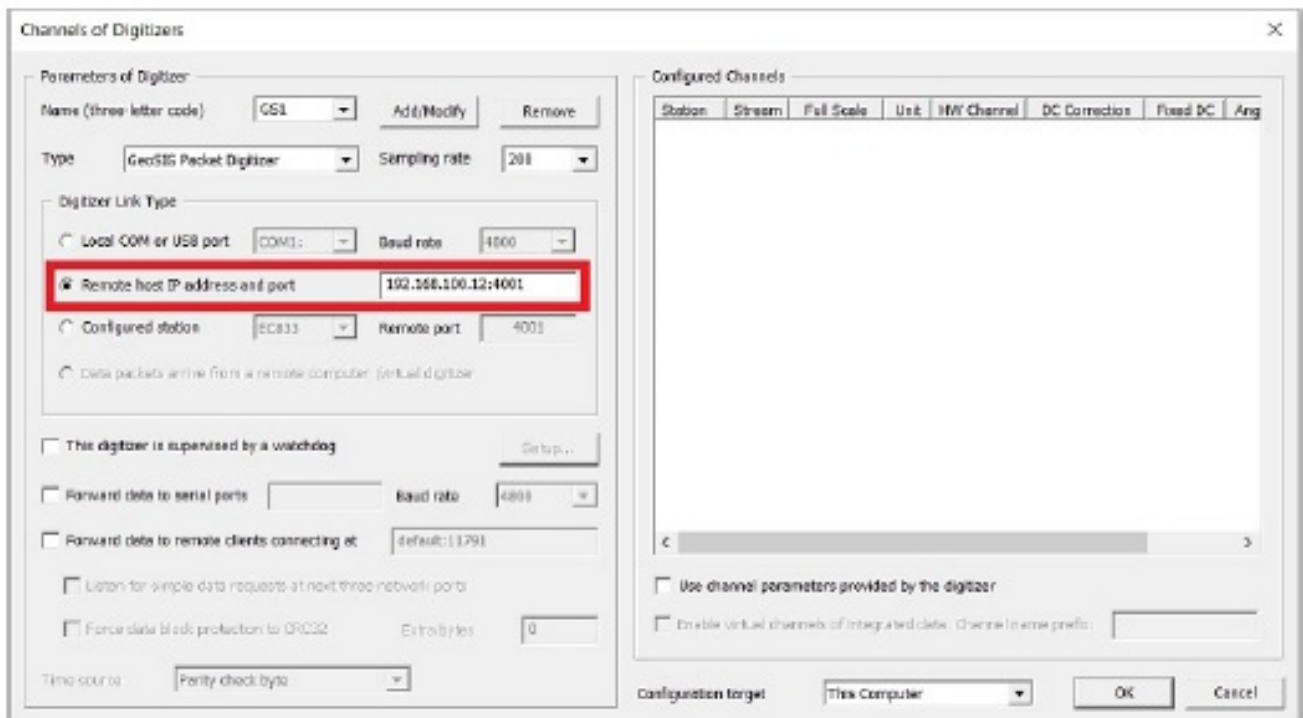 Channels of Digitizers
Parameters of Digitizer
Name (three-letter code) GS1 Add/Modify Remove
Type GeoSIG Packet Digitizer Sampling rate 200
Digitizer Link Type
Local COM or USB port COM1: Baud rate 4800
Remote host IP address and port 192.168.100.12:4001
Configured station EC833 Remote port 4001
Data packets arrive from a remote computer (virtual digitizer
This digitizer is supervised by a watchdog Setup...
Forward data to serial ports Baud rate 4800
Forward data to remote clients connecting at default:11791
Listen for simple data requests at next three network ports
Force data block protection to CRC32 Extra bytes 0
Time source Parity check byte
Configured Channels
Station Stream Full Scale Unit HW Channel DC Correction Fixed DC Ang
Use channel parameters provided by the digitizer
Enable virtual channels of integrated data. Channel name prefix:
Configuration target This Computer OK Cancel